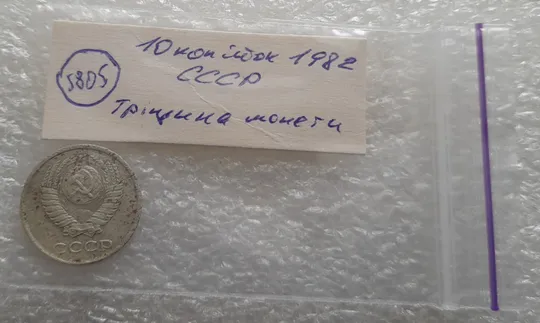 10 копійок 1982
СССР
5805
Тріщина монети
СССР